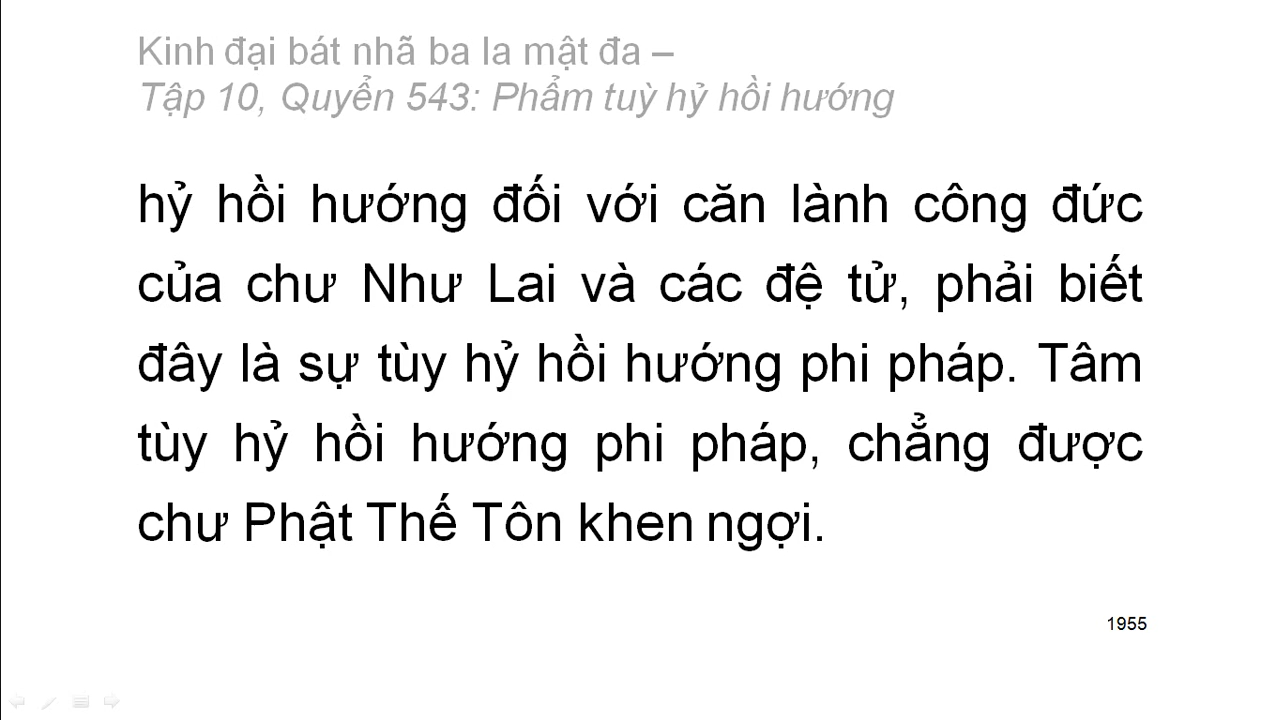 Kinh đại bát nhã ba la mật đa –
Tập 10, Quyển 543: Phẩm tuỳ hỷ hồi hướng
hỷ hồi hướng đối với căn lành công đức
của chư Như Lai và các đệ tử, phải biết
đây là sự tùy hỷ hồi hướng phi pháp. Tâm
tùy hỷ hồi hướng phi pháp, chẳng được
chư Phật Thế Tôn khen ngợi.
1955